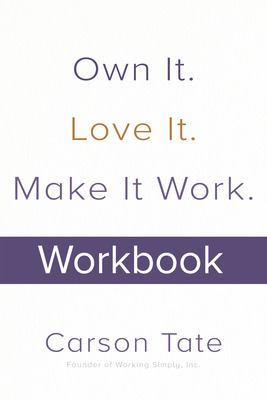 Own It.
Love It.
Make It Work.
Workbook
Carson Tate
Founder of Working Simply, Inc.